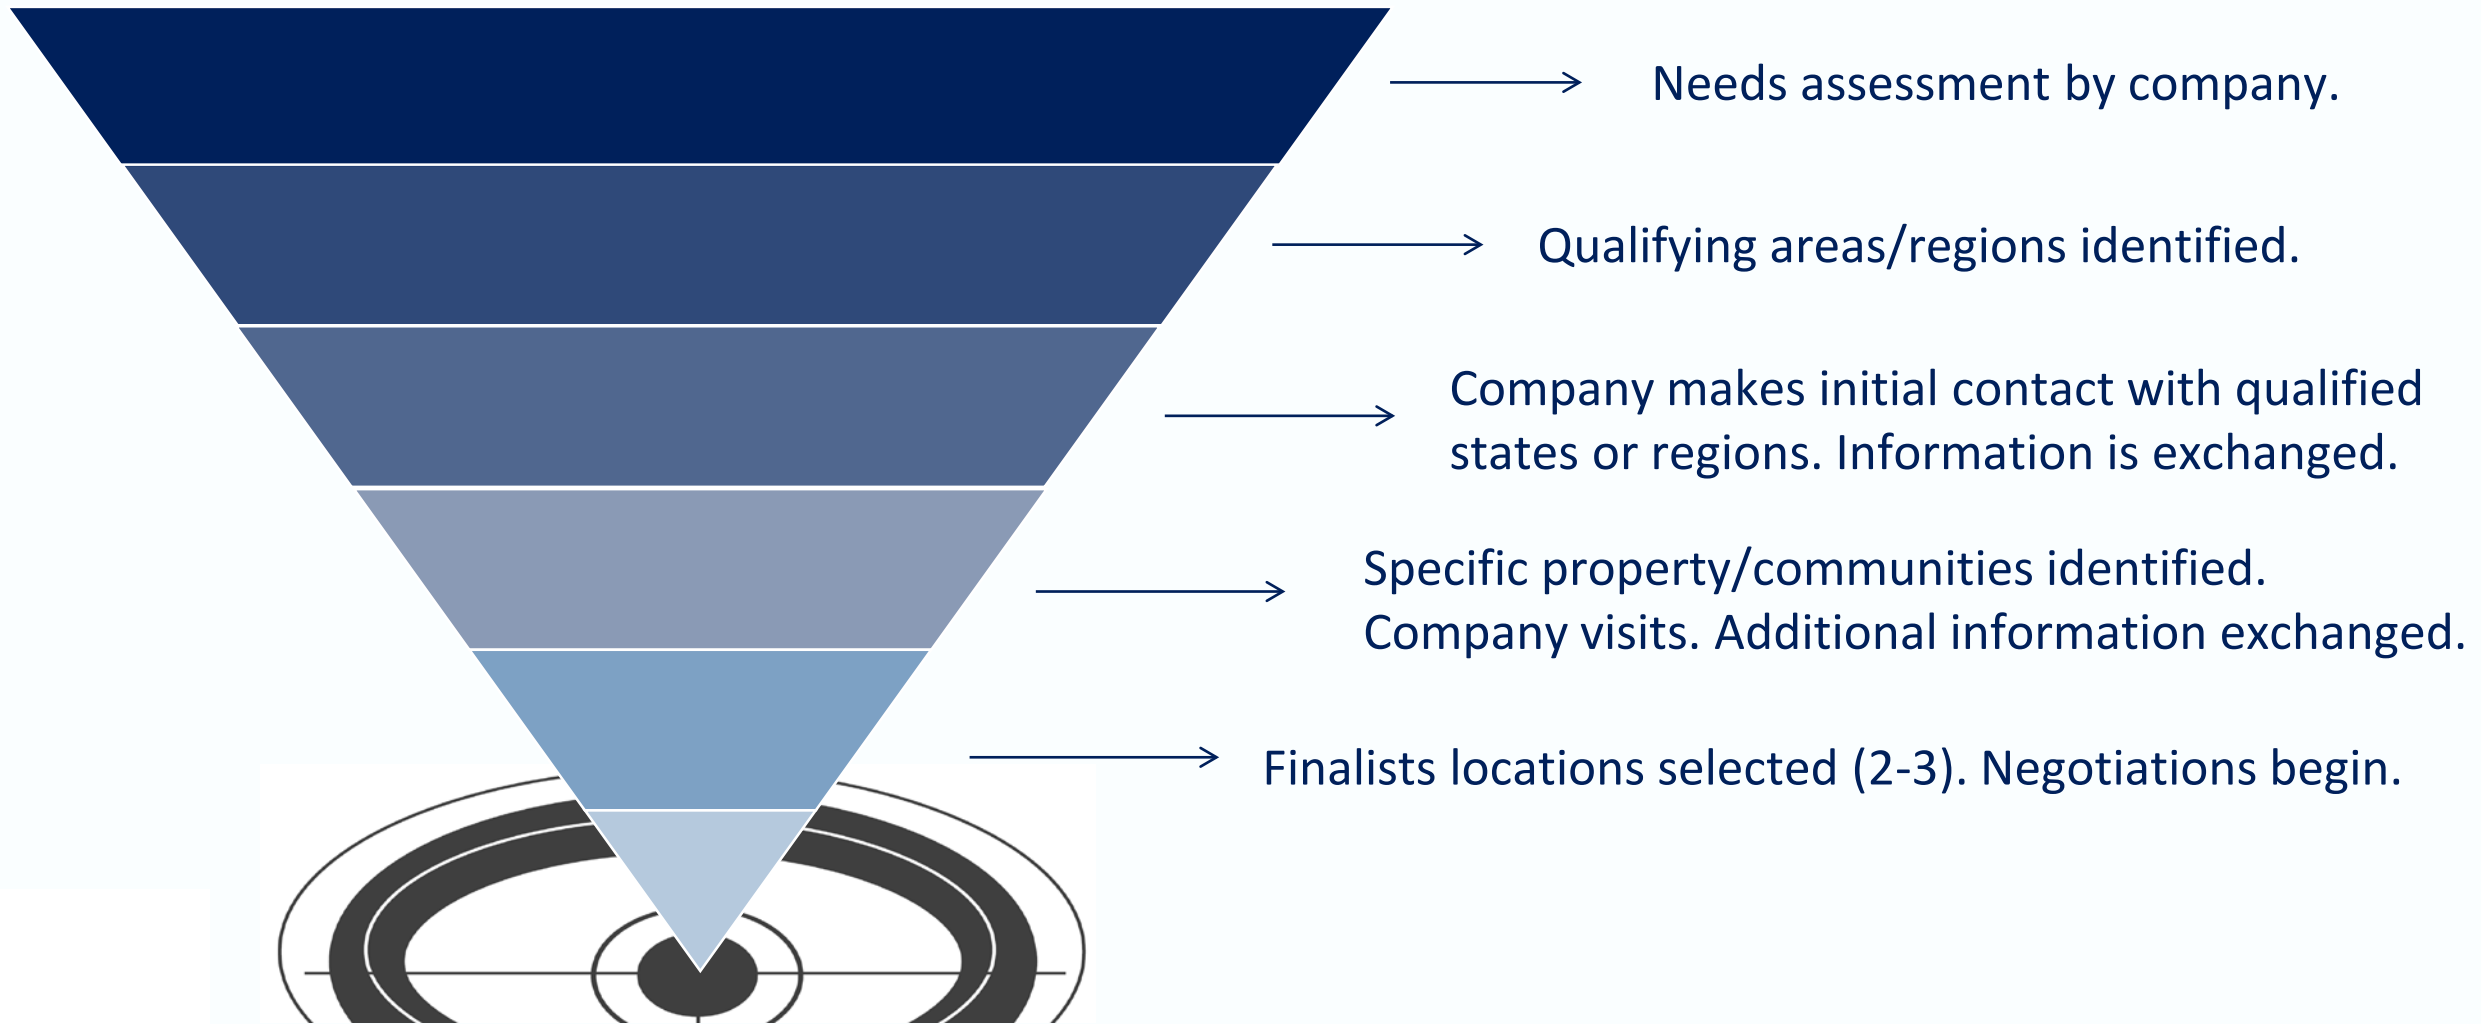 Needs assessment by company.
Qualifying areas/regions identified.
Company makes initial contact with qualified
states or regions. Information is exchanged.
Specific property/communities identified.
Company visits. Additional information exchanged.
Finalists locations selected (2-3). Negotiations begin.